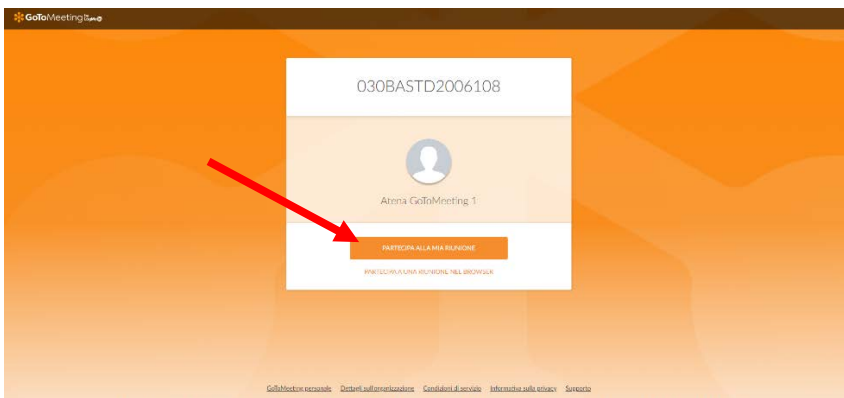 GoToMeeting
030BASTD2006108
Atena GoToMeeting 1
PARTECIPA ALLA MIA RIUNIONE
PARTECIPA A UNA RIUNIONE NEL BROWSER
GoToMeeting personale Dettagli sull'organizzazione Condizioni di servizio Informativa sulla privacy Supporto